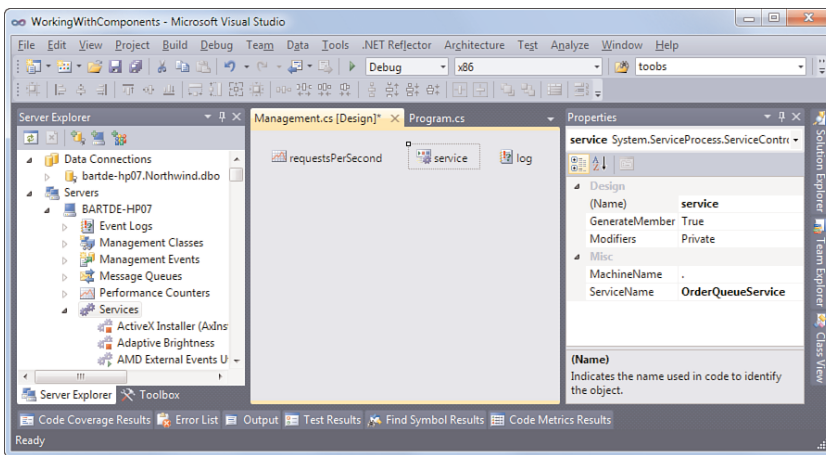 WorkingWithComponents - Microsoft Visual Studio
File Edit View Project Build Debug Team Data Tools .NET Reflector Architecture Test Analyze Window Help
Debug x86 toobs
Server Explorer
Data Connections
bartde-hp07.Northwind.dbo
Servers
BARTDE-HP07
Event Logs
Management Classes
Management Events
Message Queues
Performance Counters
Services
ActiveX Installer (AxIns
Adaptive Brightness
AMD External Events U
Server Explorer Toolbox
Management.cs [Design]* Program.cs
requestsPerSecond service log
Properties
service System.ServiceProcess.ServiceContro
Design
(Name) service
GenerateMember True
Modifiers Private
Misc
MachineName .
ServiceName OrderQueueService
(Name)
Indicates the name used in code to identify
the object.
Solution Explorer
Team Explorer
Class View
Code Coverage Results Error List Output Test Results Find Symbol Results Code Metrics Results
Ready